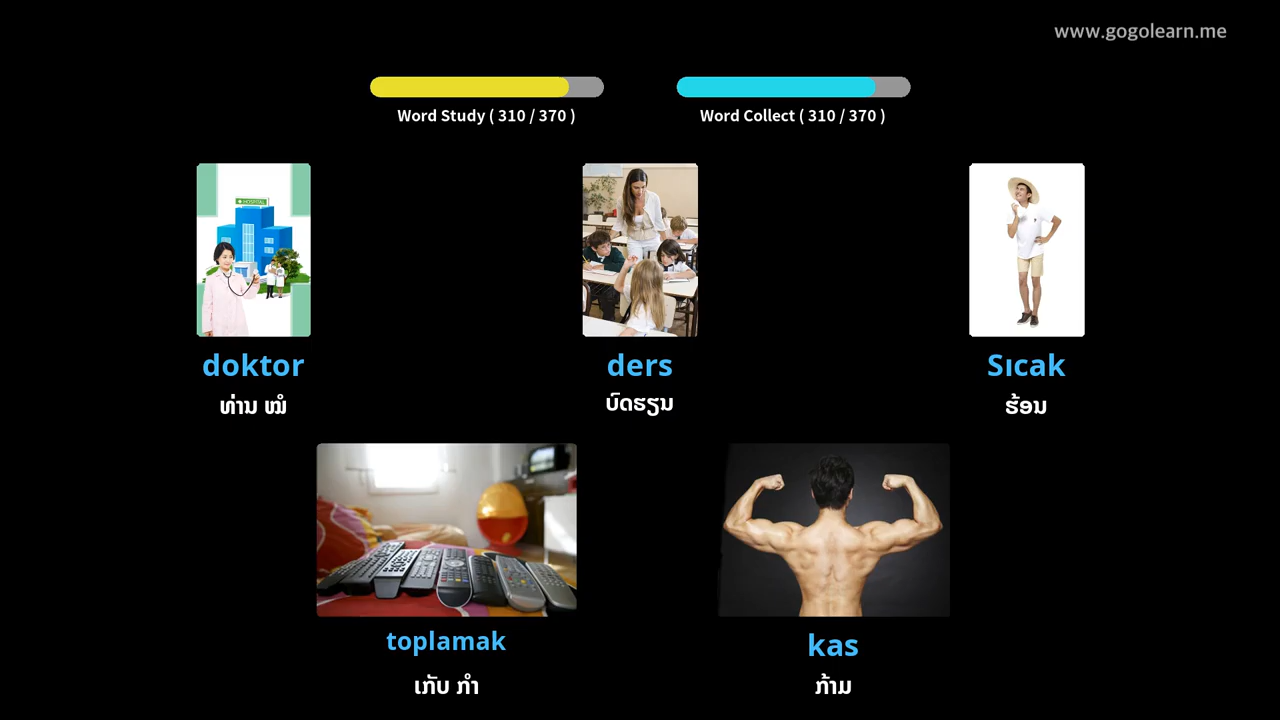 www.gogolearn.me
Word Study ( 310 / 370 )
Word Collect ( 310 / 370 )
HOSPITAL
doktor
ທ່ານ ໝໍ
ders
ບົດຮຽນ
Sıcak
ຮ້ອນ
toplamak
ເກັບ ກຳ
kas
ກ້າມ